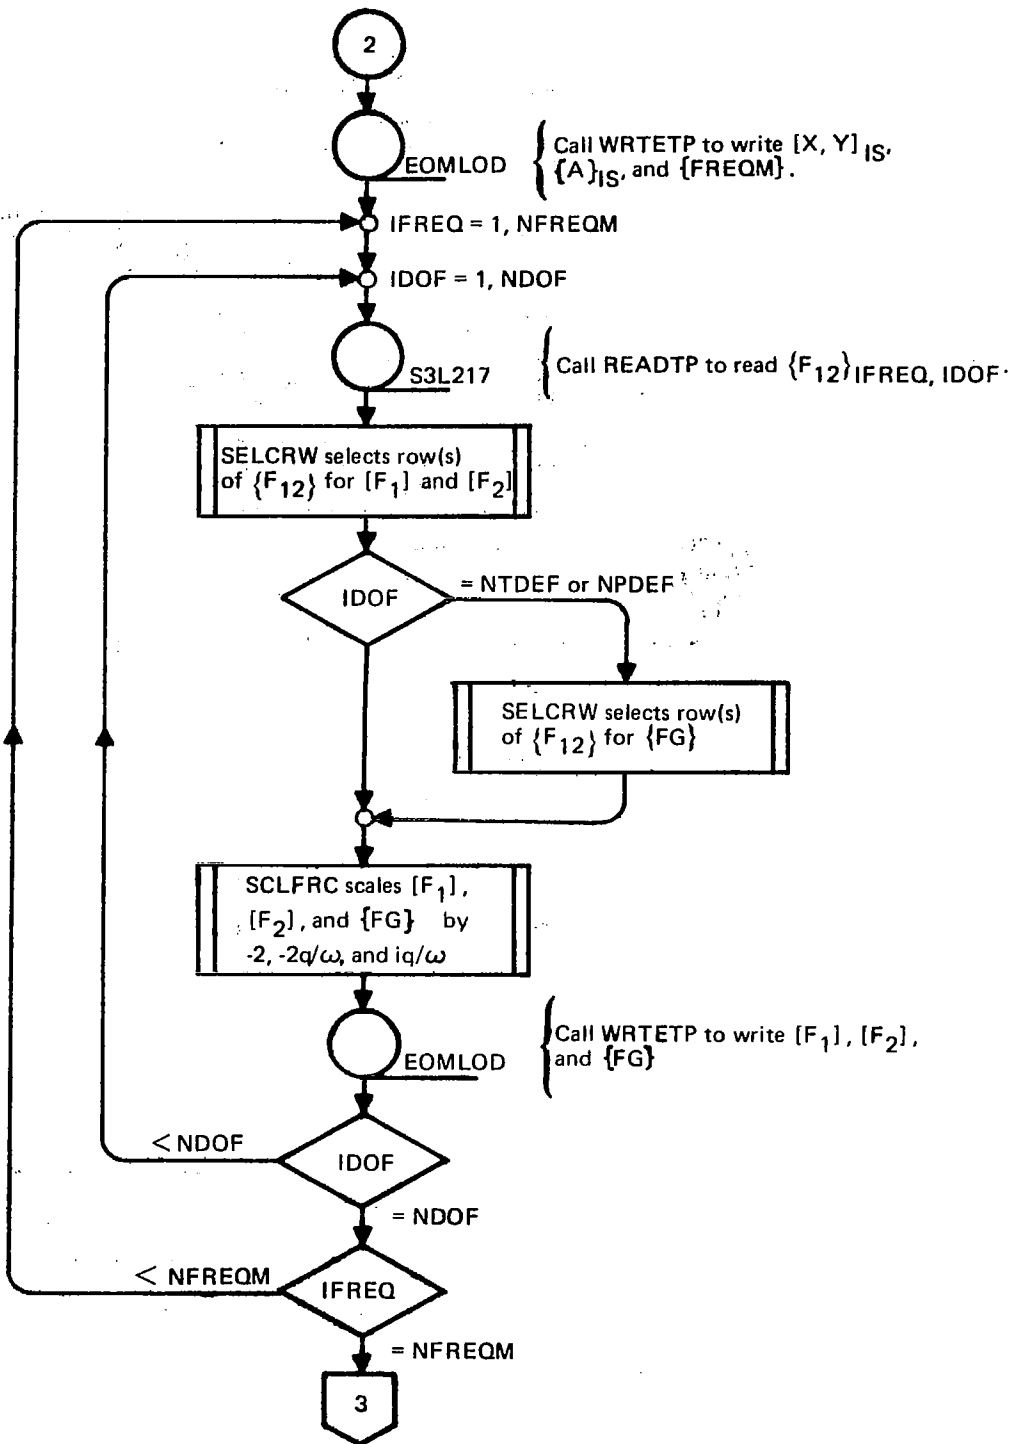 2
EOMLOD
Call WRTETP to write [X, Y] IS,
{A}IS, and {FREQM}.
IFREQ = 1, NFREQM
IDOF = 1, NDOF
S3L217
Call READTP to read {F12}IFREQ, IDOF.
SELCRW selects row(s)
of {F12} for [F1] and [F2]
IDOF
= NTDEF or NPDEF
SELCRW selects row(s)
of {F12} for {FG}
SCLFRC scales [F1],
[F2], and {FG} by
-2, -2q/ω, and iq/ω
EOMLOD
Call WRTETP to write [F1], [F2],
and {FG}
< NDOF
IDOF
= NDOF
< NFREQM
IFREQ
= NFREQM
3